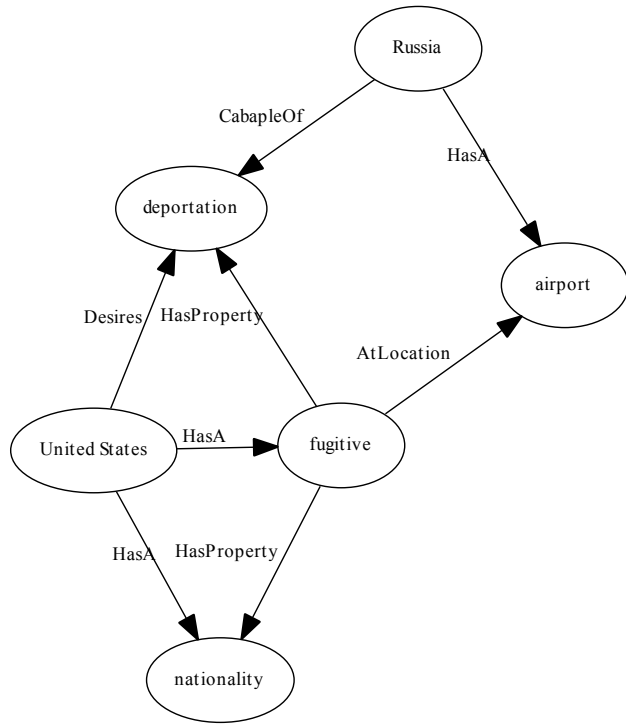 Russia
CabapleOf
HasA
deportation
airport
Desires
HasProperty
AtLocation
United States
HasA
fugitive
HasA
HasProperty
nationality